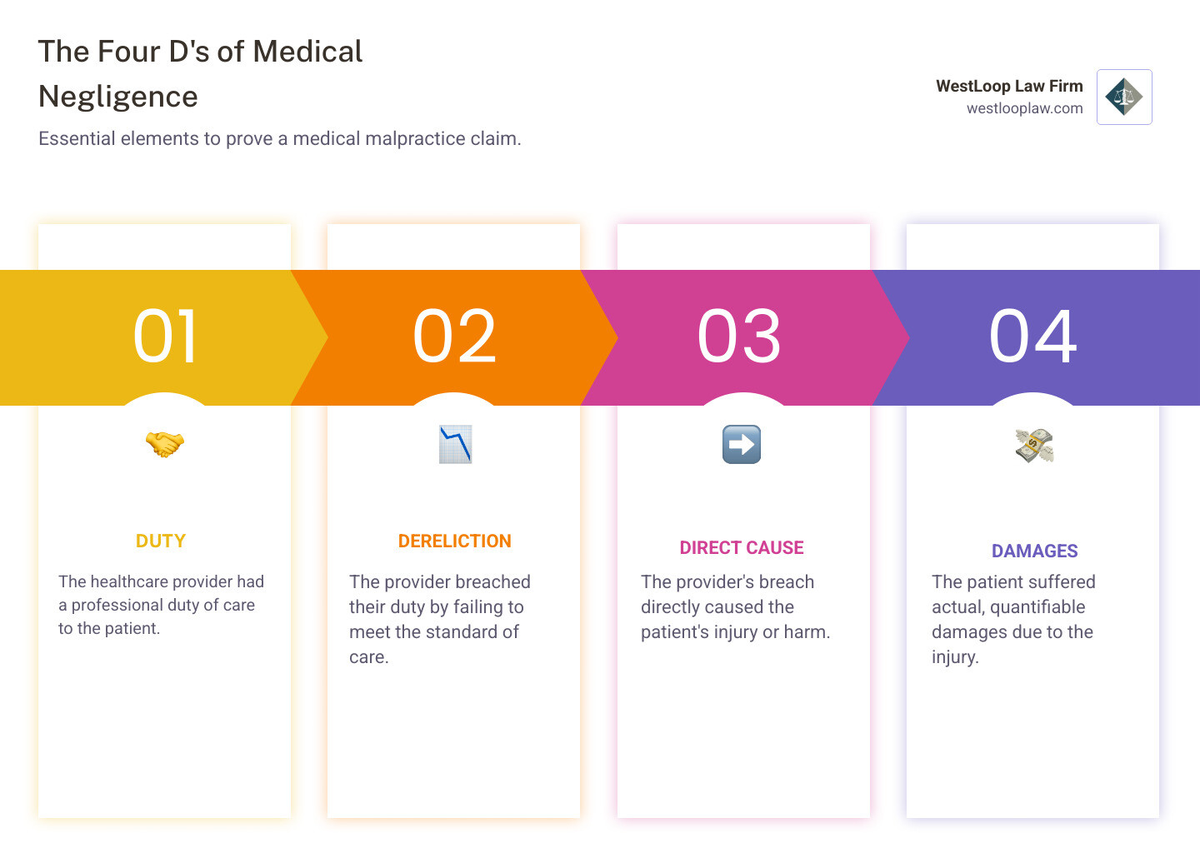 The Four D's of Medical
Negligence
Essential elements to prove a medical malpractice claim.
WestLoop Law Firm
westlooplaw.com
01
02
03
04
DUTY
The healthcare provider had
a professional duty of care
to the patient.
DERELICTION
The provider breached
their duty by failing to
meet the standard of
care.
DIRECT CAUSE
The provider's breach
directly caused the
patient's injury or harm.
DAMAGES
The patient suffered
actual, quantifiable
damages due to the
injury.